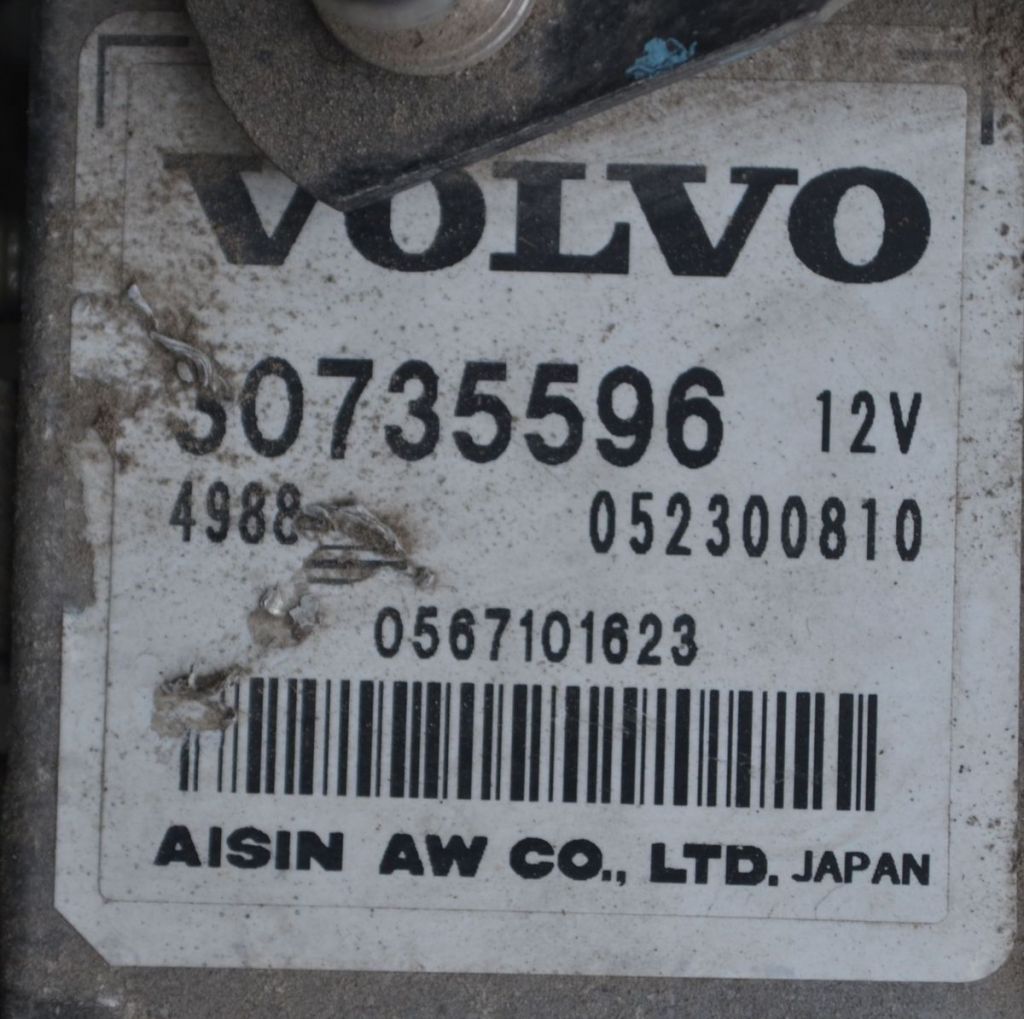 VOLVO
30735596 12V
4988 052300810
0567101623
AISIN AW CO., LTD. JAPAN